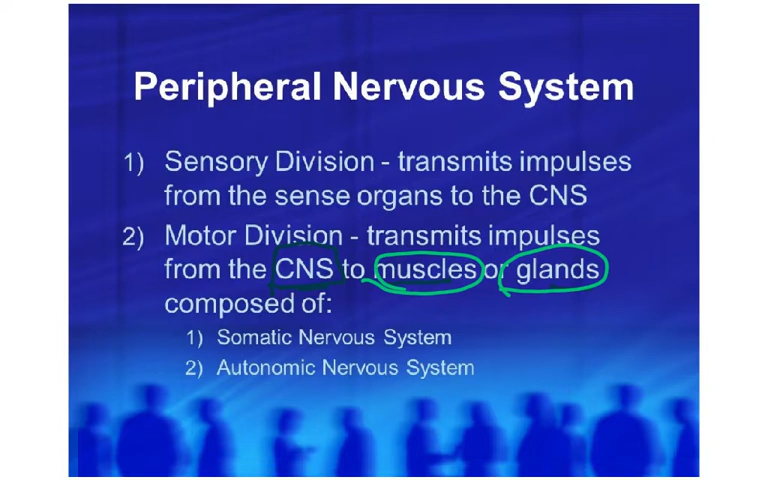 Peripheral Nervous System
1) Sensory Division - transmits impulses
from the sense organs to the CNS
2) Motor Division - transmits impulses
from the CNS to muscles or glands
composed of:
1) Somatic Nervous System
2) Autonomic Nervous System